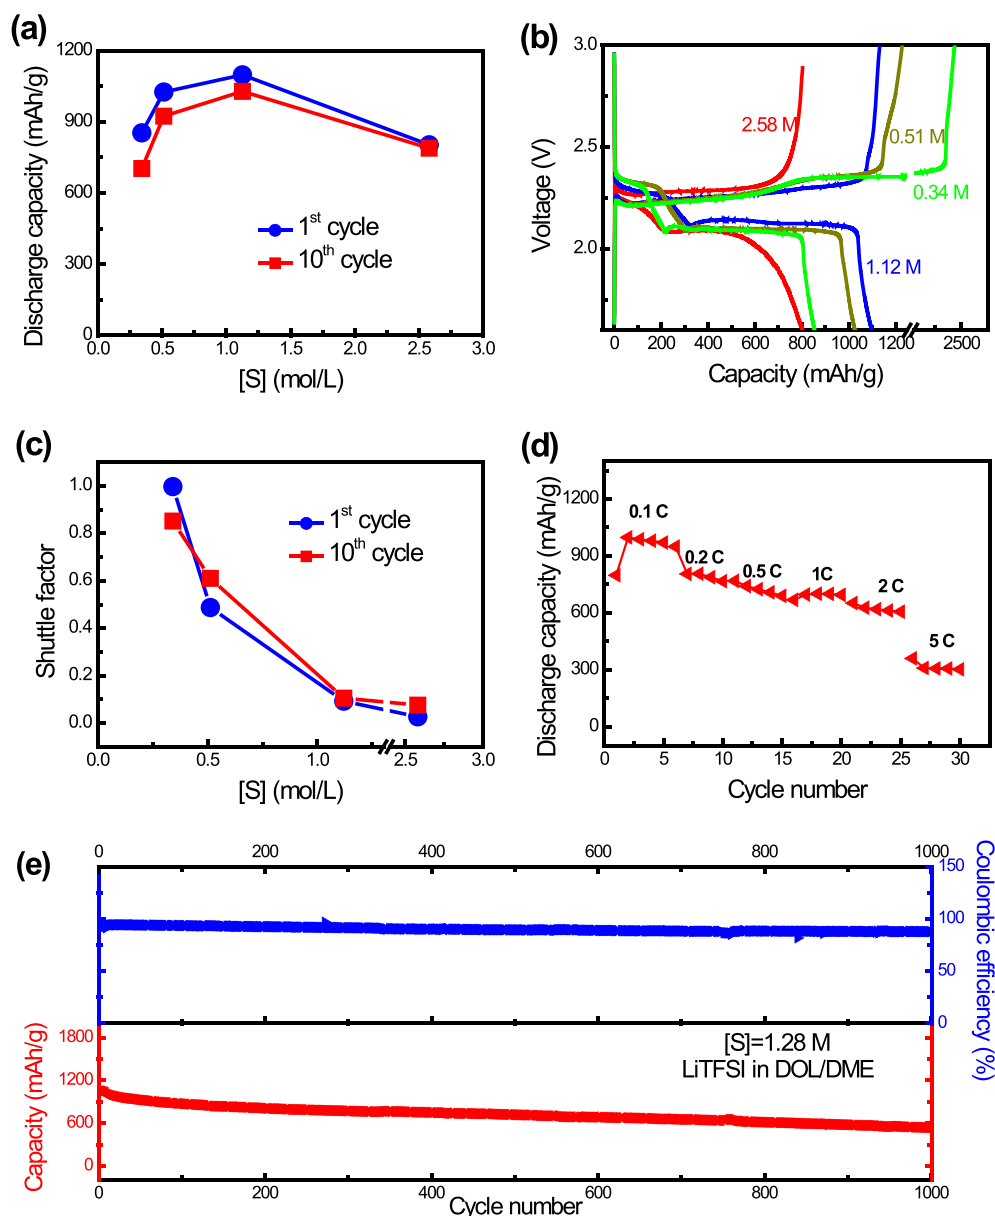 (a)
1200
900
600
300
0
0.0 0.5 1.0 1.5 2.0 2.5 3.0
Discharge capacity (mAh/g)
[S] (mol/L)
1st cycle
10th cycle
(b)
3.0
2.5
2.0
0 200 400 600 800 1000 1200 2500
Voltage (V)
Capacity (mAh/g)
2.58 M
0.51 M
0.34 M
1.12 M
(c)
1.0
0.8
0.6
0.4
0.2
0.0
0.0 0.5 1.0 2.5 3.0
Shuttle factor
[S] (mol/L)
1st cycle
10th cycle
(d)
1200
900
600
300
0
0 5 10 15 20 25 30
Discharge capacity (mAh/g)
Cycle number
0.1 C
0.2 C
0.5 C
1C
2 C
5 C
(e)
0 200 400 600 800 1000
150
100
50
0
Coulombic efficiency (%)
1800
1200
600
0
Capacity (mAh/g)
[S]=1.28 M
LiTFSI in DOL/DME
0 200 400 600 800 1000
Cycle number